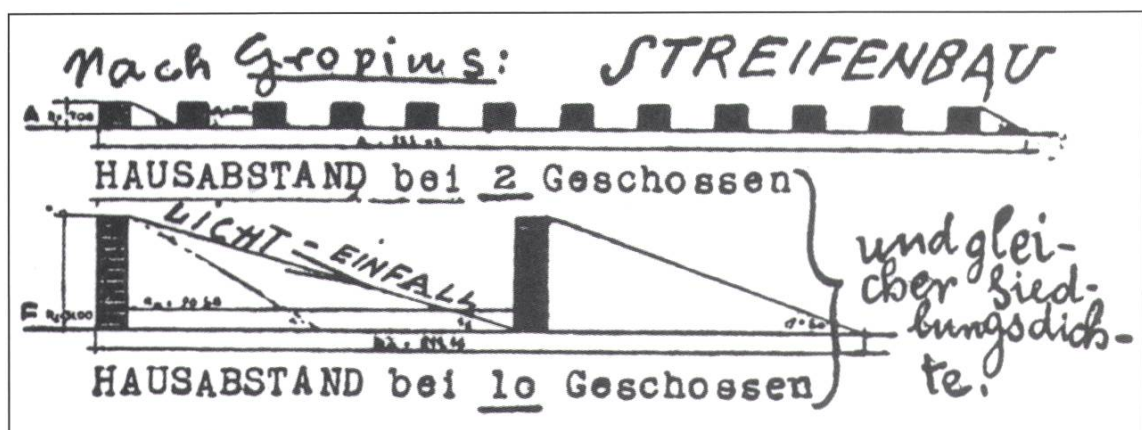 nach Gropius: STREIFENBAU
A
HAUSABSTAND bei 2 Geschossen
LICHT-EINFALL
HAUSABSTAND bei 10 Geschossen
und glei-
cher Sied-
lungsdich-
te.